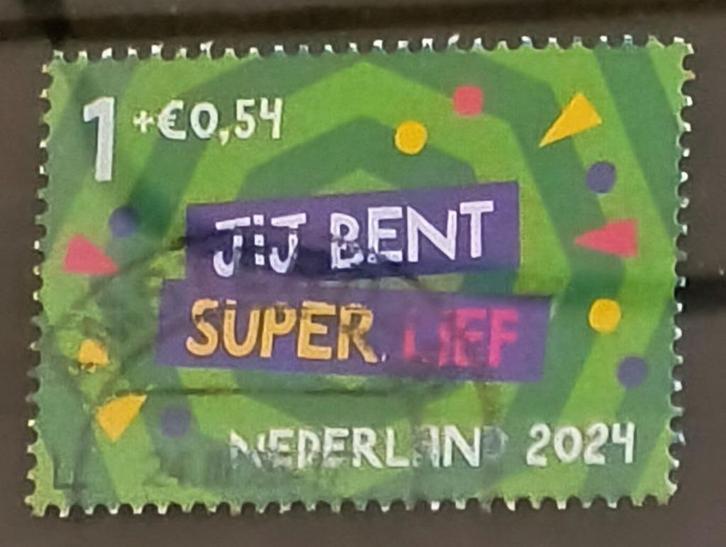 1 +€0,54
JIJ BENT
SUPER LIEF
NEDERLAND 2024